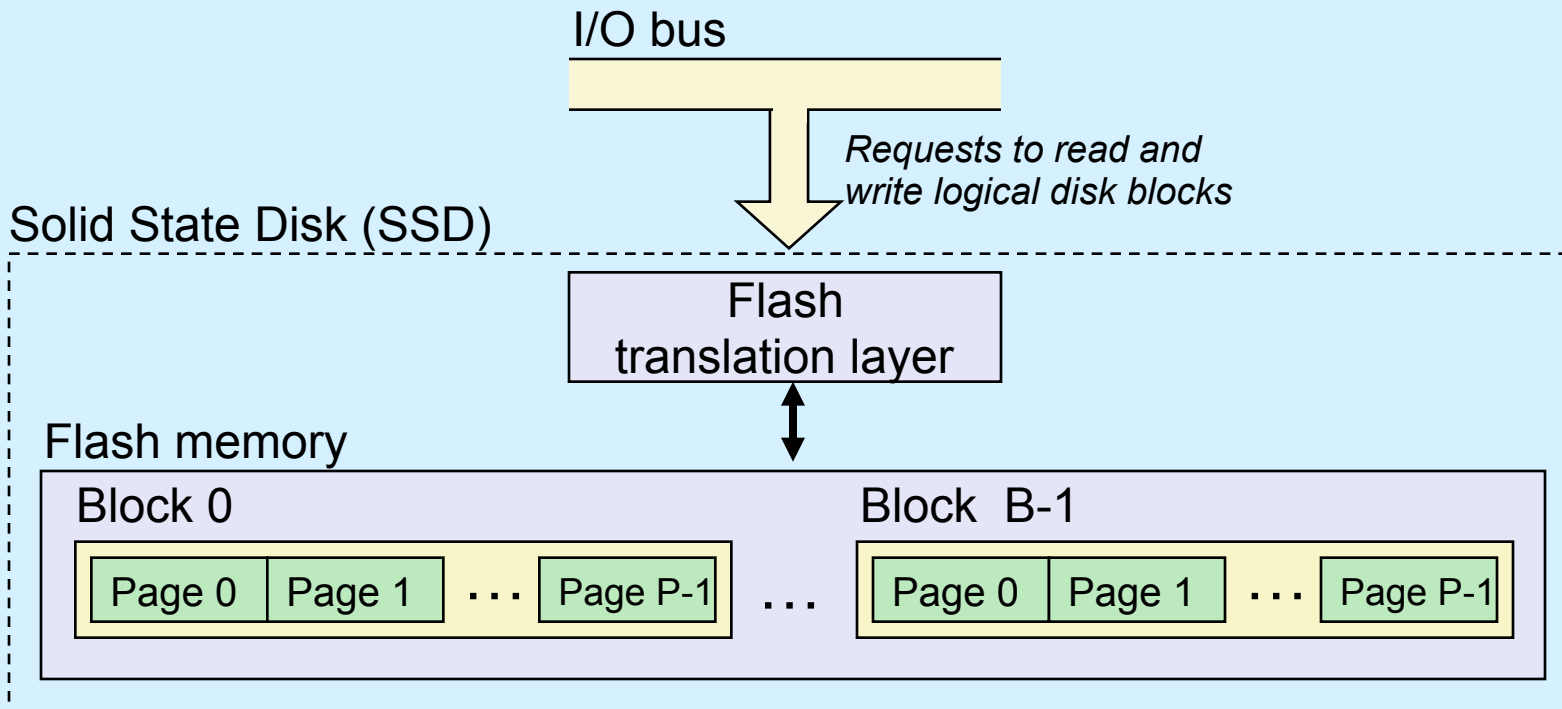 I/O bus
Requests to read and
write logical disk blocks
Solid State Disk (SSD)
Flash
translation layer
Flash memory
Block 0
Block B-1
Page 0 Page 1 ... Page P-1 ... Page 0 Page 1 ... Page P-1